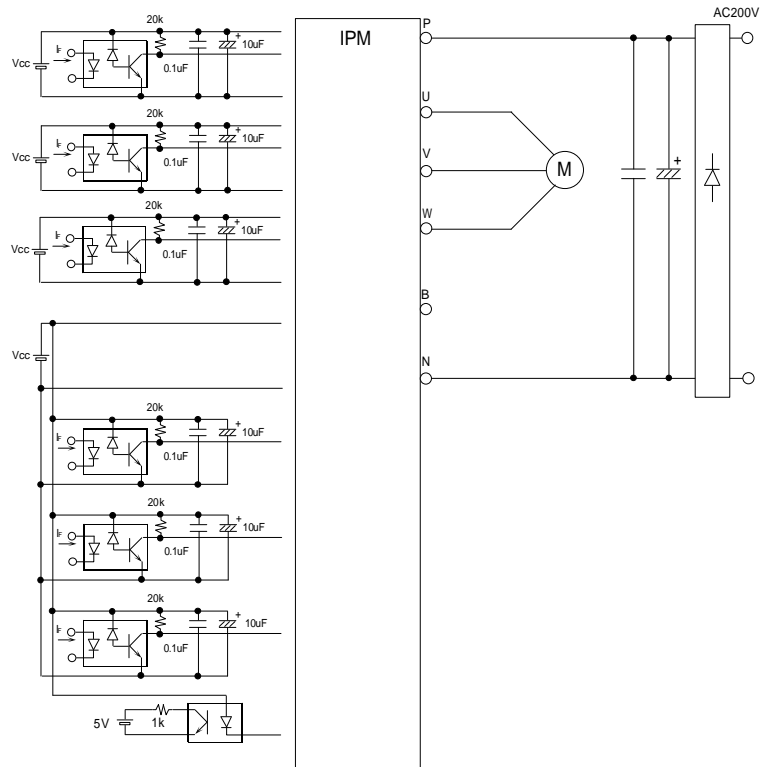 AC200V
P
IPM
20k
+
10uF
Vcc
IF
0.1uF
U
20k
+
10uF
Vcc
IF
0.1uF
V
M
+
20k
W
+
10uF
Vcc
IF
0.1uF
B
Vcc
N
20k
+
10uF
IF
0.1uF
20k
+
10uF
IF
0.1uF
20k
+
10uF
IF
0.1uF
5V
1k